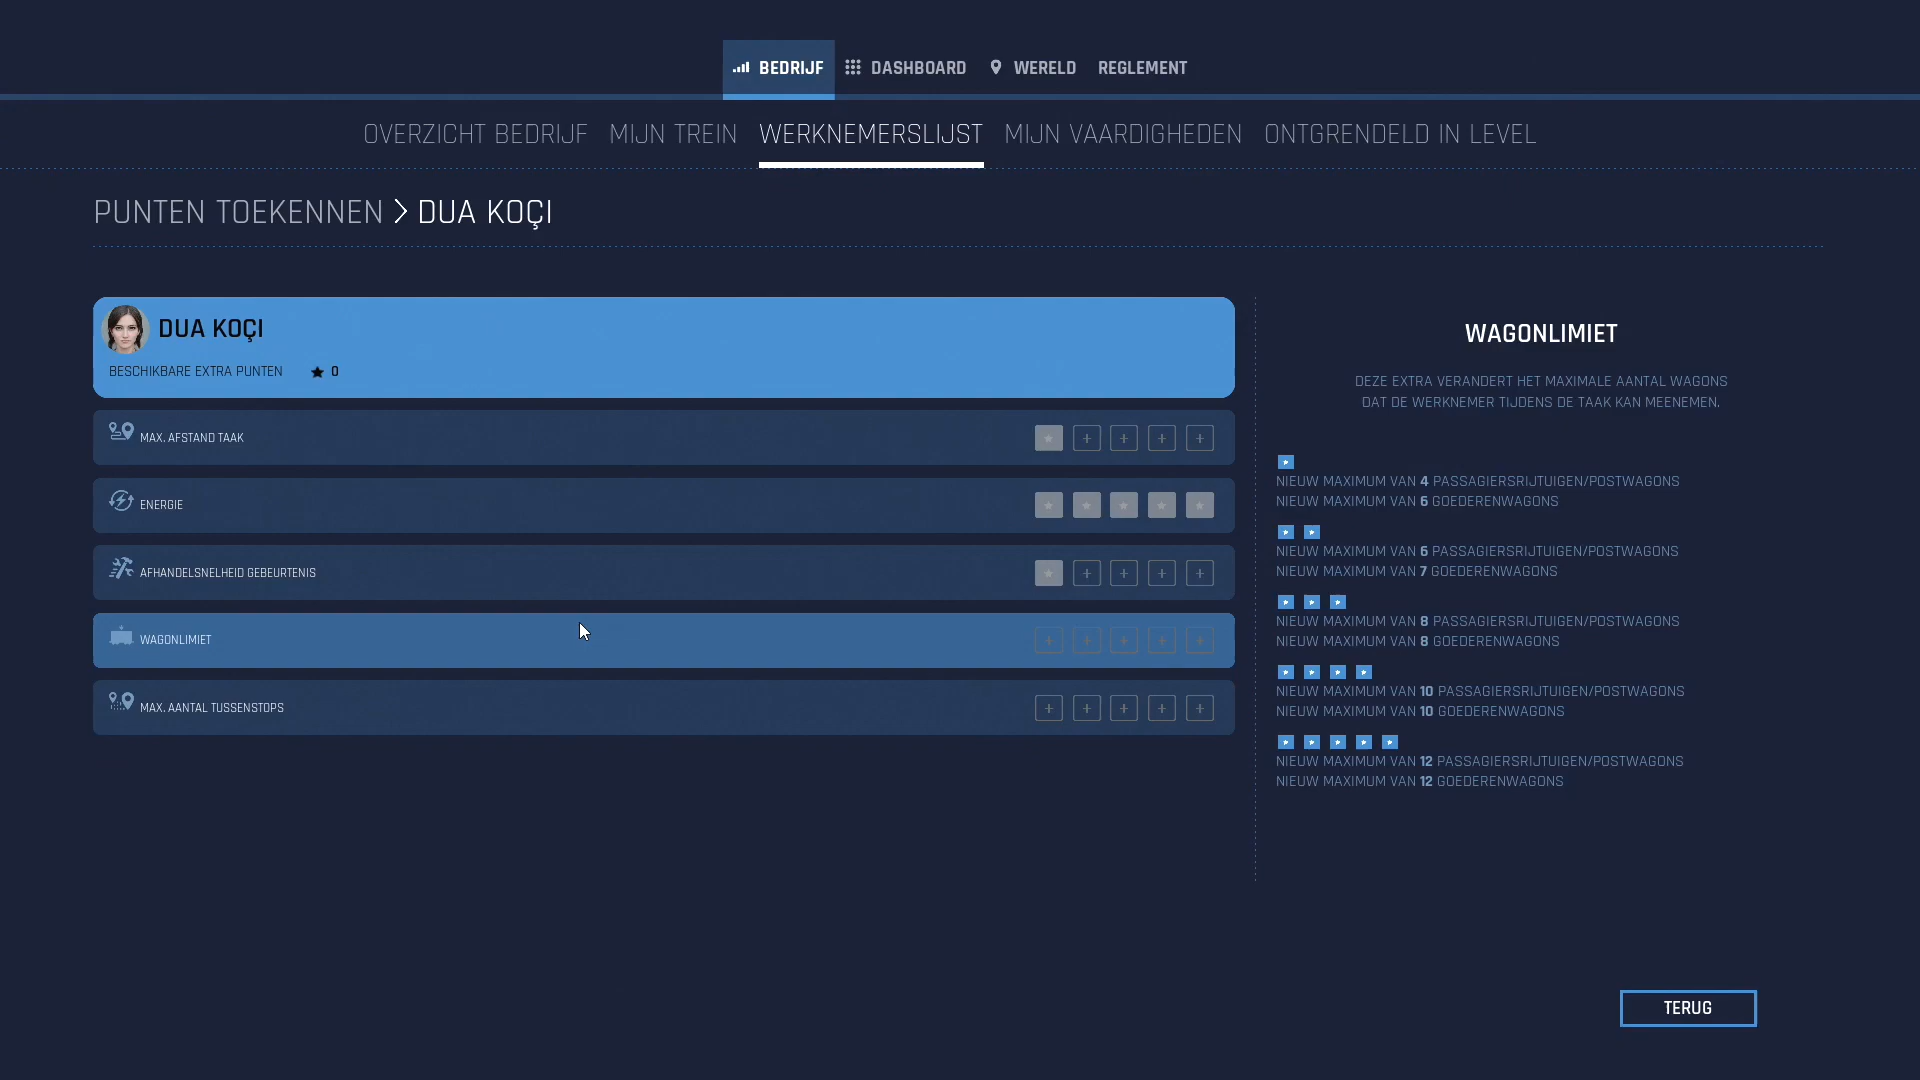 BEDRIJF
DASHBOARD
WERELD
REGLEMENT
OVERZICHT BEDRIJF
MIJN TREIN
WERKNEMERSLIJST
MIJN VAARDIGHEDEN
ONTGRENDELD IN LEVEL
PUNTEN TOEKENNEN > DUA KOÇI
DUA KOÇI
BESCHIKBARE EXTRA PUNTEN ★ 0
MAX. AFSTAND TAAK
ENERGIE
AFHANDELSNELHEID GEBEURTENIS
WAGONLIMIET
MAX. AANTAL TUSSENSTOPS
WAGONLIMIET
DEZE EXTRA VERANDERT HET MAXIMALE AANTAL WAGONS
DAT DE WERKNEMER TIJDENS DE TAAK KAN MEENEMEN.
NIEUW MAXIMUM VAN 4 PASSAGIERSRIJTUIGEN/POSTWAGONS
NIEUW MAXIMUM VAN 6 GOEDERENWAGONS
NIEUW MAXIMUM VAN 6 PASSAGIERSRIJTUIGEN/POSTWAGONS
NIEUW MAXIMUM VAN 7 GOEDERENWAGONS
NIEUW MAXIMUM VAN 8 PASSAGIERSRIJTUIGEN/POSTWAGONS
NIEUW MAXIMUM VAN 8 GOEDERENWAGONS
NIEUW MAXIMUM VAN 10 PASSAGIERSRIJTUIGEN/POSTWAGONS
NIEUW MAXIMUM VAN 10 GOEDERENWAGONS
NIEUW MAXIMUM VAN 12 PASSAGIERSRIJTUIGEN/POSTWAGONS
NIEUW MAXIMUM VAN 12 GOEDERENWAGONS
TERUG